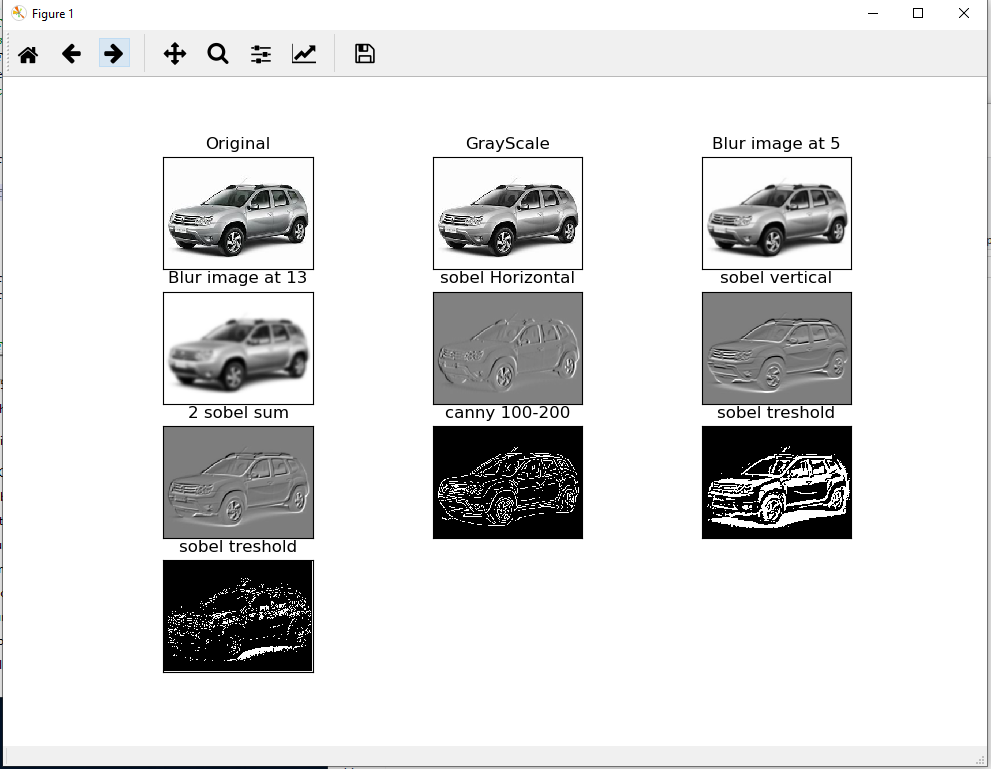 Figure 1
Original
GrayScale
Blur image at 5
Blur image at 13
sobel Horizontal
sobel vertical
2 sobel sum
canny 100-200
sobel treshold
sobel treshold